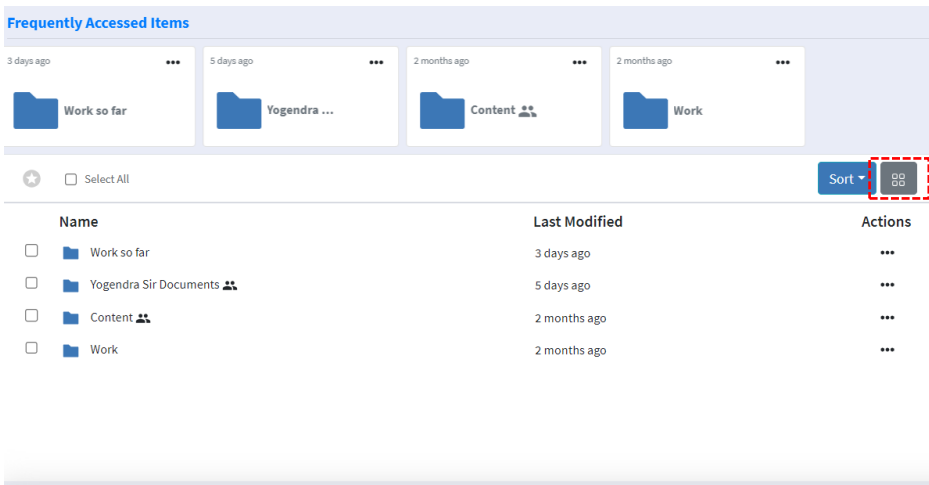 Frequently Accessed Items
3 days ago 5 days ago 2 months ago 2 months ago
Work so far Yogendra ... Content Work
Select All Sort
Name Last Modified Actions
Work so far 3 days ago
Yogendra Sir Documents 5 days ago
Content 2 months ago
Work 2 months ago